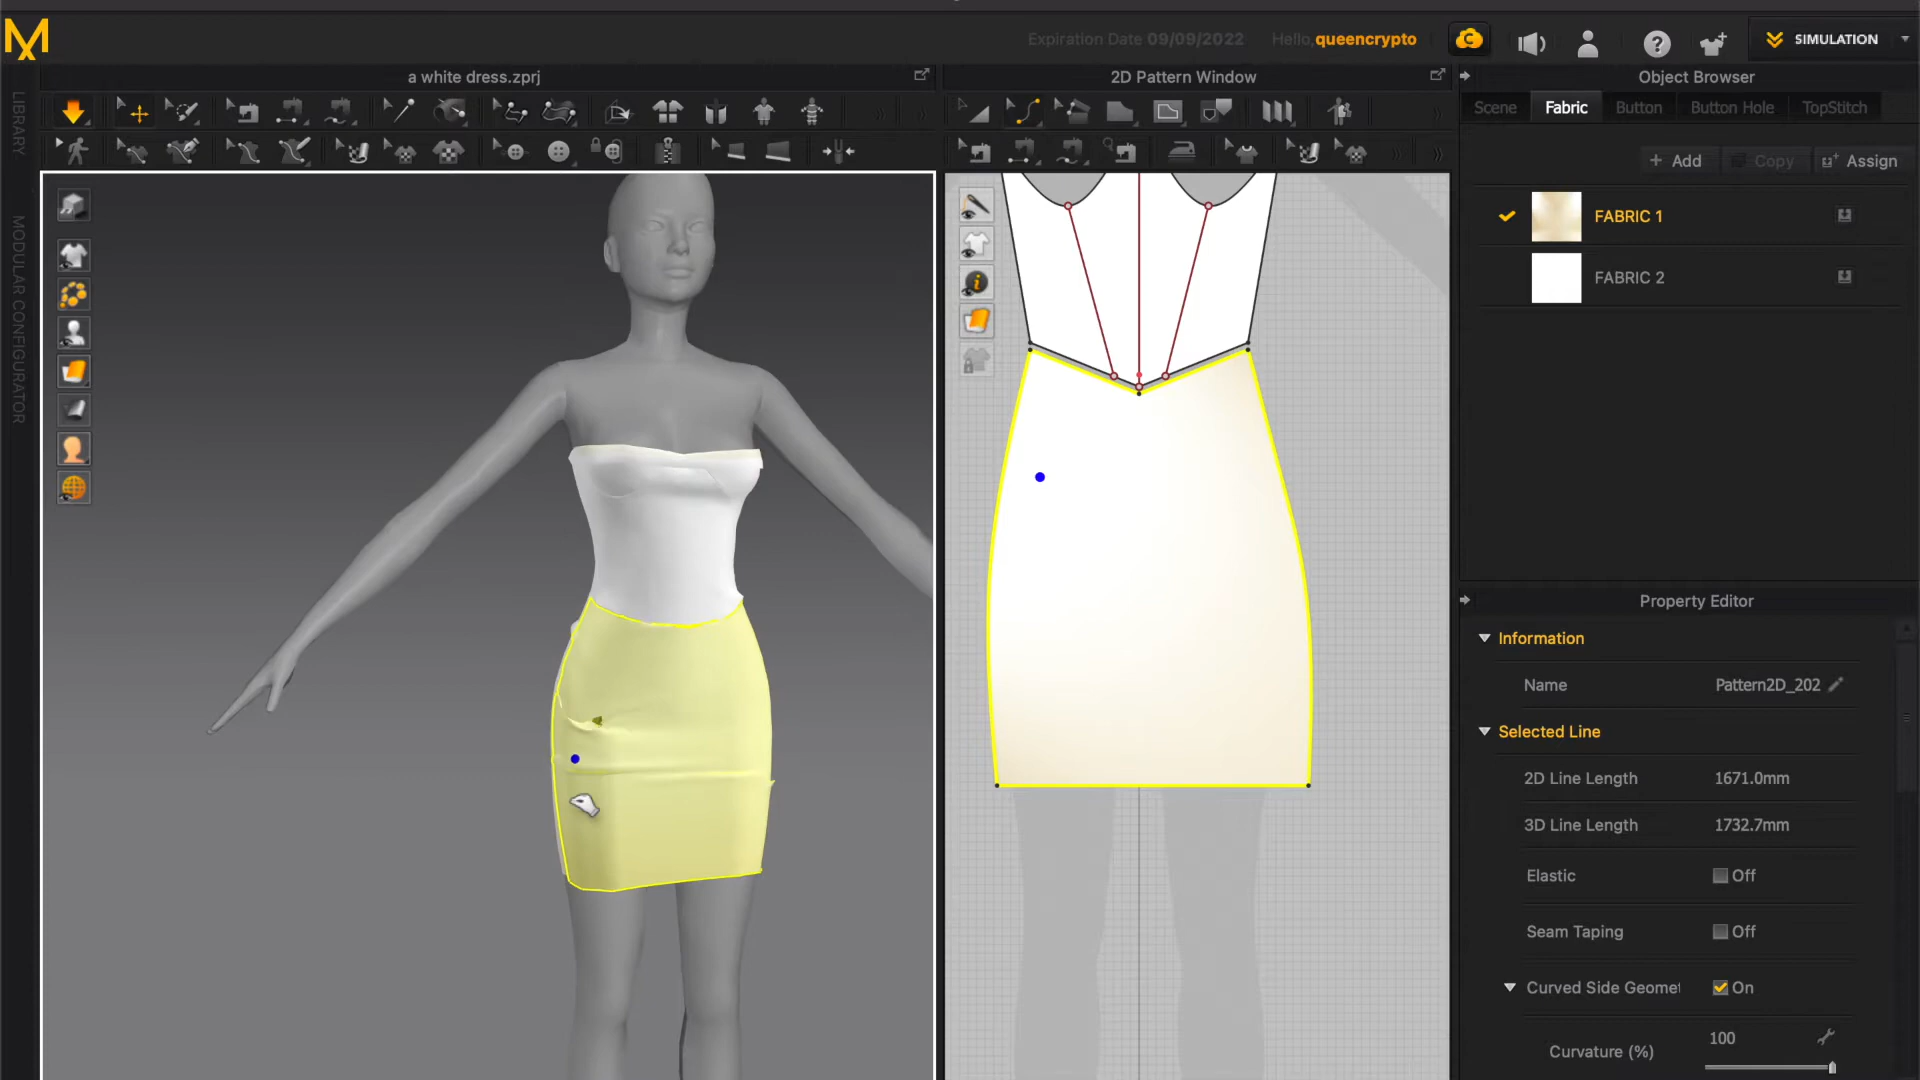 Expiration Date 09/09/2022 Hello, queencrypto
SIMULATION
a white dress.zprj
2D Pattern Window
Object Browser
LIBRARY
MODULAR CONFIGURATOR
Scene Fabric Button Button Hole TopStitch
+ Add Copy Assign
FABRIC 1
FABRIC 2
Property Editor
Information
Name Pattern2D_202
Selected Line
2D Line Length 1671.0mm
3D Line Length 1732.7mm
Elastic Off
Seam Taping Off
Curved Side Geomet On
Curvature (%) 100